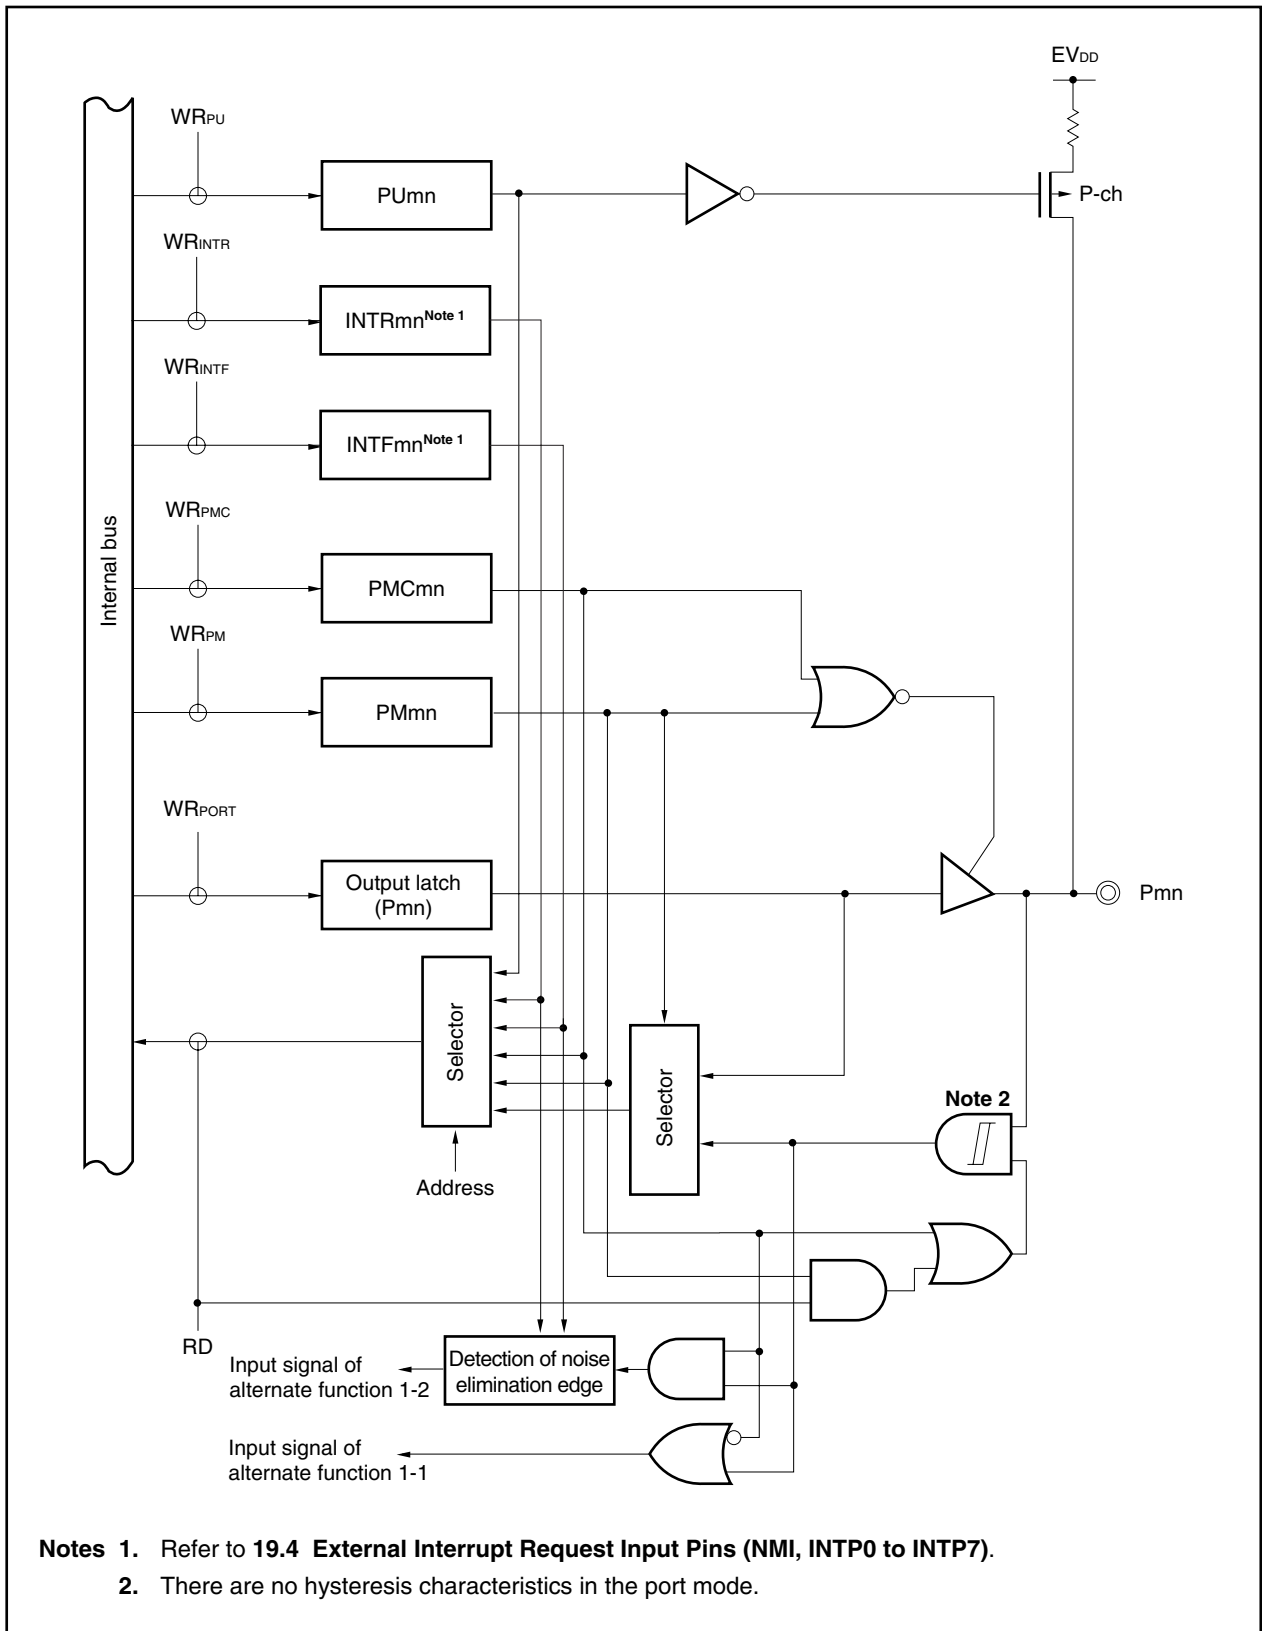 EVDD
WRPU
PUmn
P-ch
WRINTR
INTRmnNote 1
WRINTF
INTFmnNote 1
WRPMC
Internal bus
PMCmn
WRPM
PMmn
WRPORT
Output latch
(Pmn)
Pmn
Selector
Selector
Note 2
Address
RD
Input signal of
alternate function 1-2
Detection of noise
elimination edge
Input signal of
alternate function 1-1
Notes 1. Refer to 19.4 External Interrupt Request Input Pins (NMI, INTP0 to INTP7).
2. There are no hysteresis characteristics in the port mode.